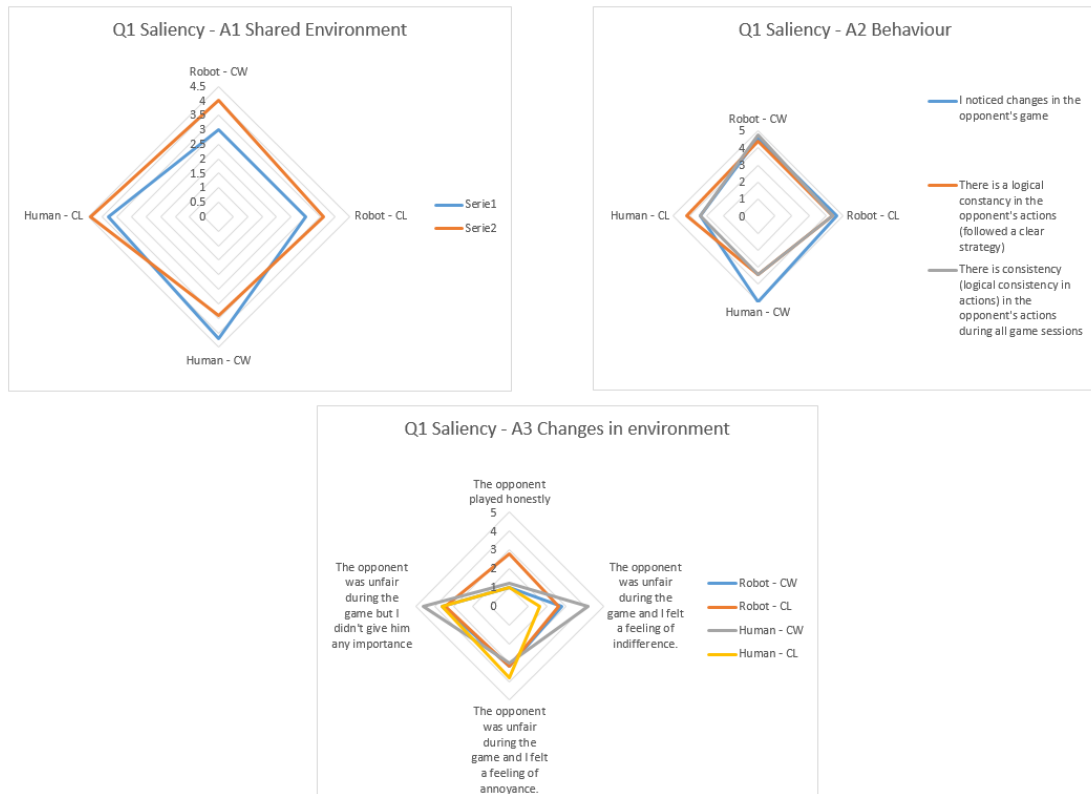 Q1 Saliency - A1 Shared Environment
Robot - CW
4.5
4
3.5
3
2.5
2
1.5
1
0.5
0
Human - CL
Robot - CL
Human - CW
Serie1
Serie2
Q1 Saliency - A2 Behaviour
Robot - CW
5
4
3
2
1
0
Human - CL
Robot - CL
Human - CW
I noticed changes in the
opponent's game
There is a logical
constancy in the
opponent's actions
(followed a clear
strategy)
There is consistency
(logical consistency in
actions) in the
opponent's actions
during all game sessions
Q1 Saliency - A3 Changes in environment
The opponent
played honestly
5
4
3
2
1
0
The opponent
was unfair
during the
game but I
didn't give him
any importance
The opponent
was unfair
during the
game and I felt
a feeling of
indifference.
The opponent
was unfair
during the
game and I felt
a feeling of
annoyance.
Robot - CW
Robot - CL
Human - CW
Human - CL